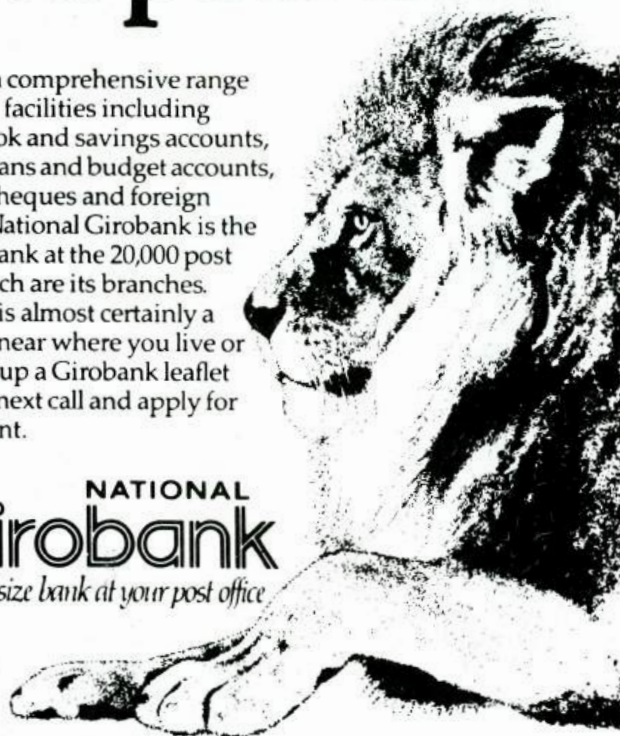 comprehensive range
facilities including
ok and savings accounts,
ans and budget accounts,
heques and foreign
National Girobank is the
ank at the 20,000 post
ch are its branches.
is almost certainly a
near where you live or
up a Girobank leaflet
next call and apply for
nt.
NATIONAL
irobank
size bank at your post office